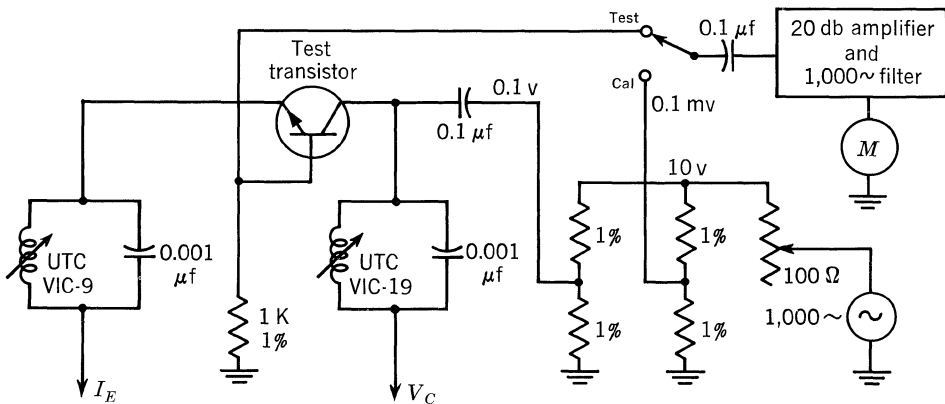 Test
0.1 μf
20 db amplifier
and
1,000~ filter
Test
transistor
Cal
0.1 v
0.1 mv
0.1 μf
M
10 v
UTC
VIC-9
0.001
μf
UTC
VIC-19
0.001
μf
1%
1%
100 Ω
1 K
1%
1%
1%
1,000~
I_E
V_C